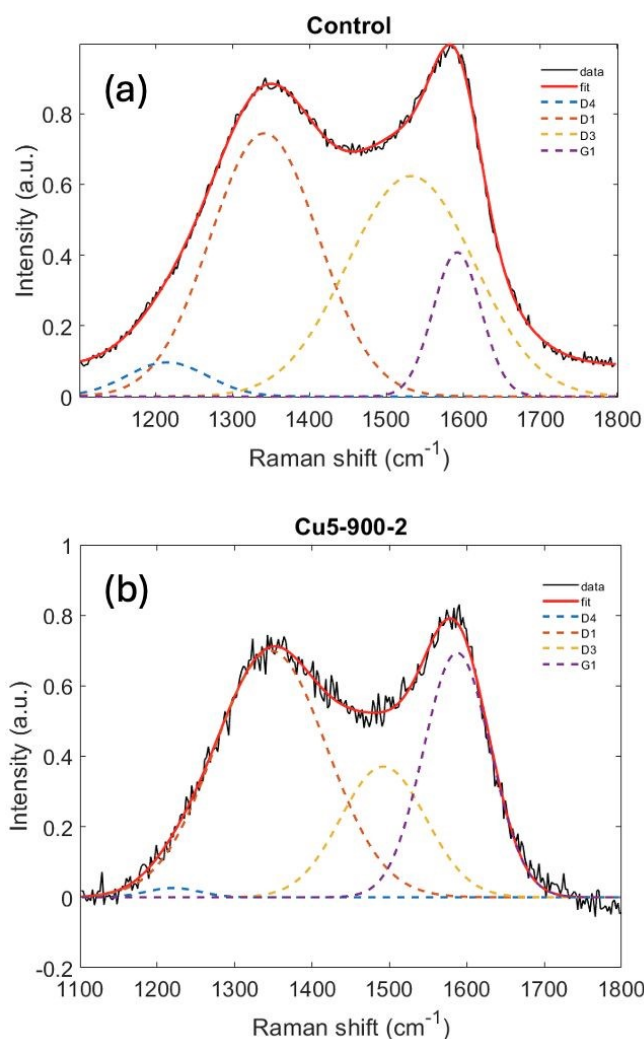 Control
(a)
data
fit
D4
D1
D3
G1
0.8
0.6
0.4
0.2
0
Intensity (a.u.)
1200 1300 1400 1500 1600 1700 1800
Raman shift (cm-1)
Cu5-900-2
(b)
data
fit
D4
D1
D3
G1
1
0.8
0.6
0.4
0.2
0
-0.2
Intensity (a.u.)
1100 1200 1300 1400 1500 1600 1700 1800
Raman shift (cm-1)